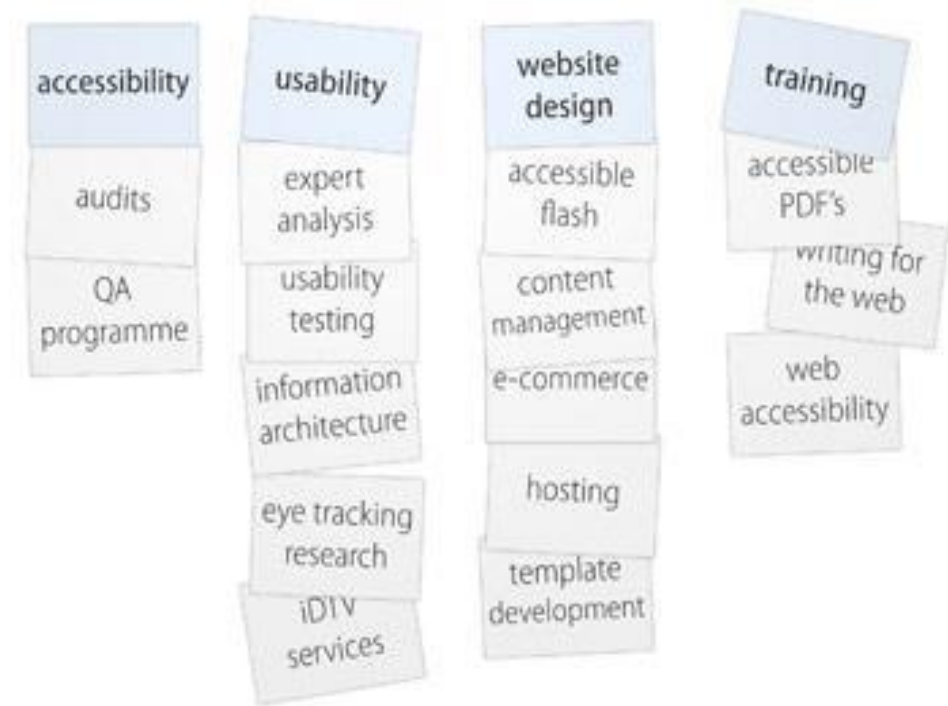 accessibility
audits
QA
programme
usability
expert
analysis
usability
testing
information
architecture
eye tracking
research
iDTV
services
website
design
accessible
flash
content
management
e-commerce
hosting
template
development
training
accessible
PDF's
writing for
the web
web
accessibility